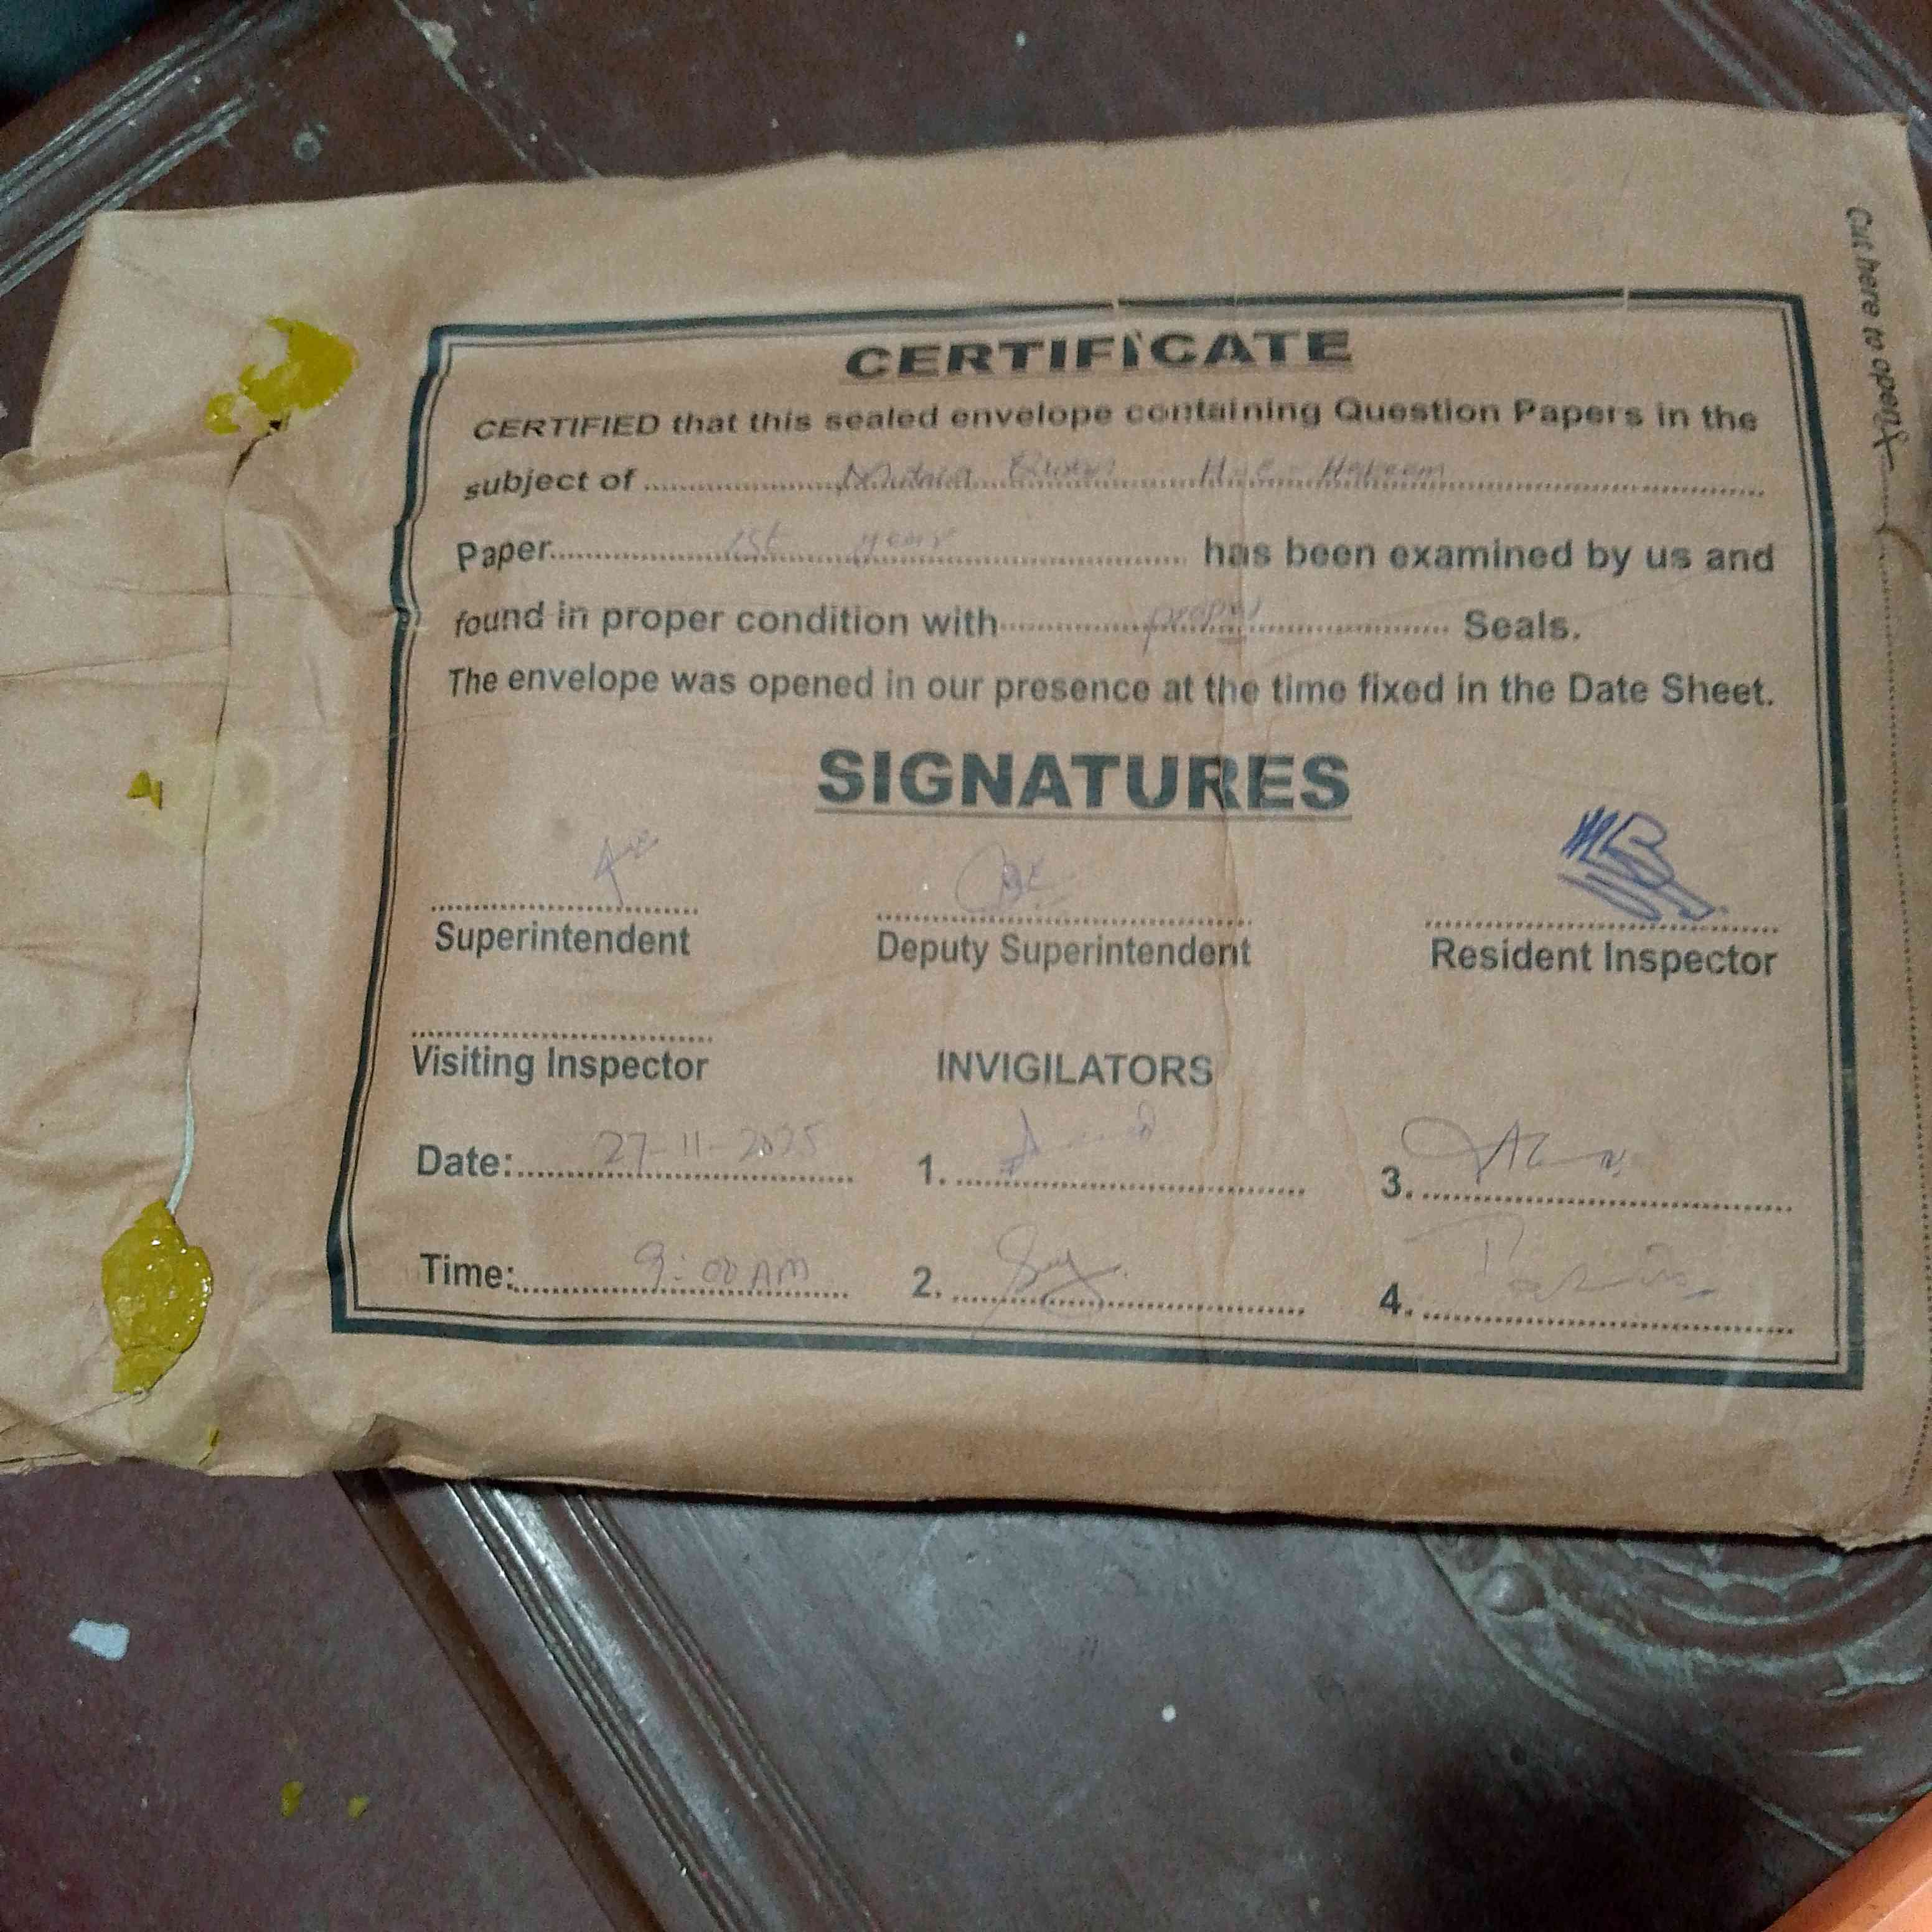 CERTIFICATE
CERTIFIED that this sealed envelope containing Question Papers in the
subject of Hakeem
Paper 1st year has been examined by us and
found in proper condition with proper Seals.
The envelope was opened in our presence at the time fixed in the Date Sheet.
SIGNATURES
Superintendent Deputy Superintendent Resident Inspector
Visiting Inspector INVIGILATORS
Date: 27-11-2025 1. 3.
Time: 9:00 AM 2. 4.
Cut here to open